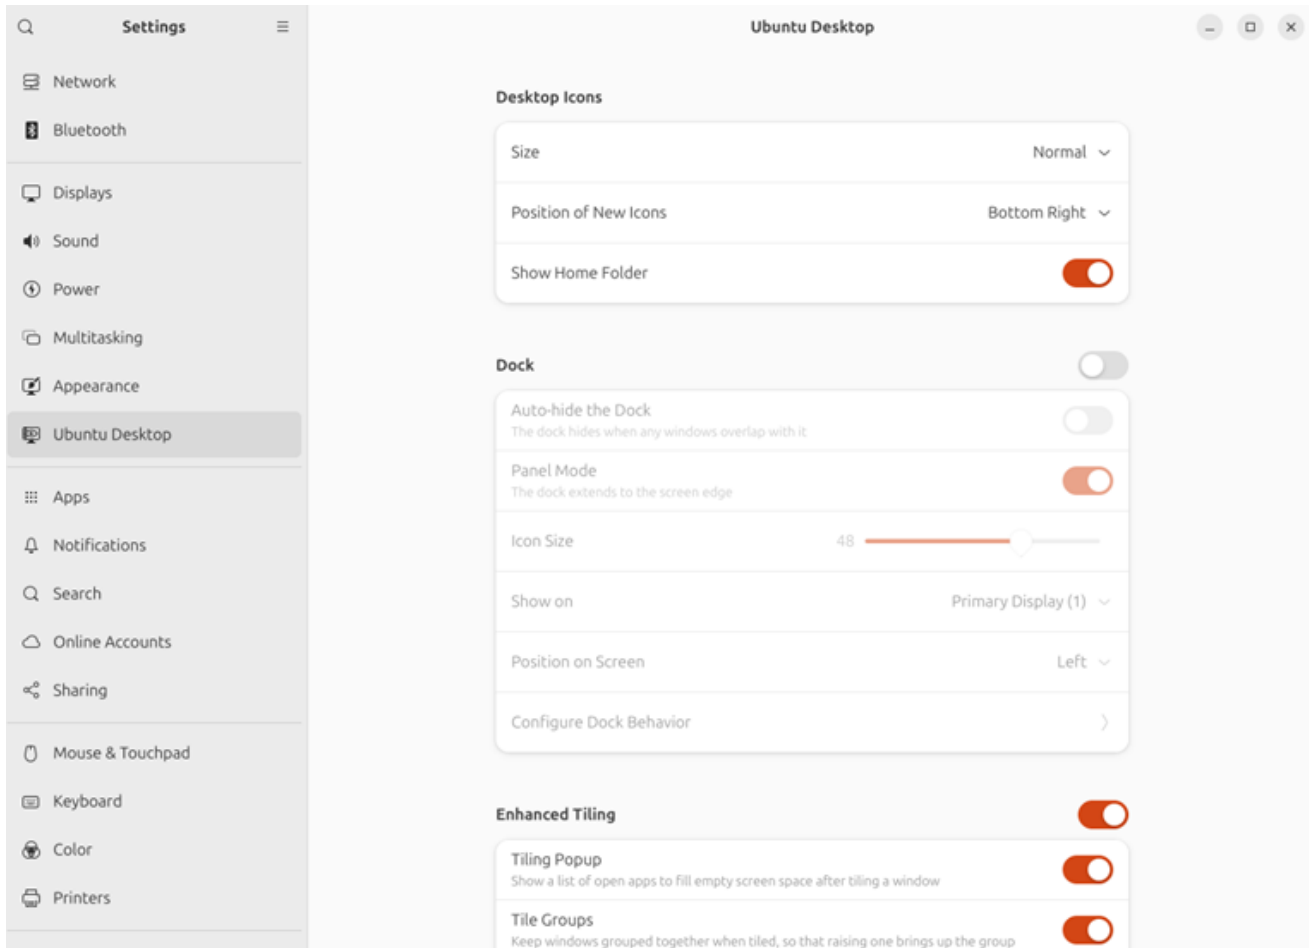 Settings
Network
Bluetooth
Displays
Sound
Power
Multitasking
Appearance
Ubuntu Desktop
Apps
Notifications
Search
Online Accounts
Sharing
Mouse & Touchpad
Keyboard
Color
Printers
Ubuntu Desktop
Desktop Icons
Size Normal
Position of New Icons Bottom Right
Show Home Folder
Dock
Auto-hide the Dock
The dock hides when any windows overlap with it
Panel Mode
The dock extends to the screen edge
Icon Size 48
Show on Primary Display (1)
Position on Screen Left
Configure Dock Behavior
Enhanced Tiling
Tiling Popup
Show a list of open apps to fill empty screen space after tiling a window
Tile Groups
Keep windows grouped together when tiled, so that raising one brings up the group